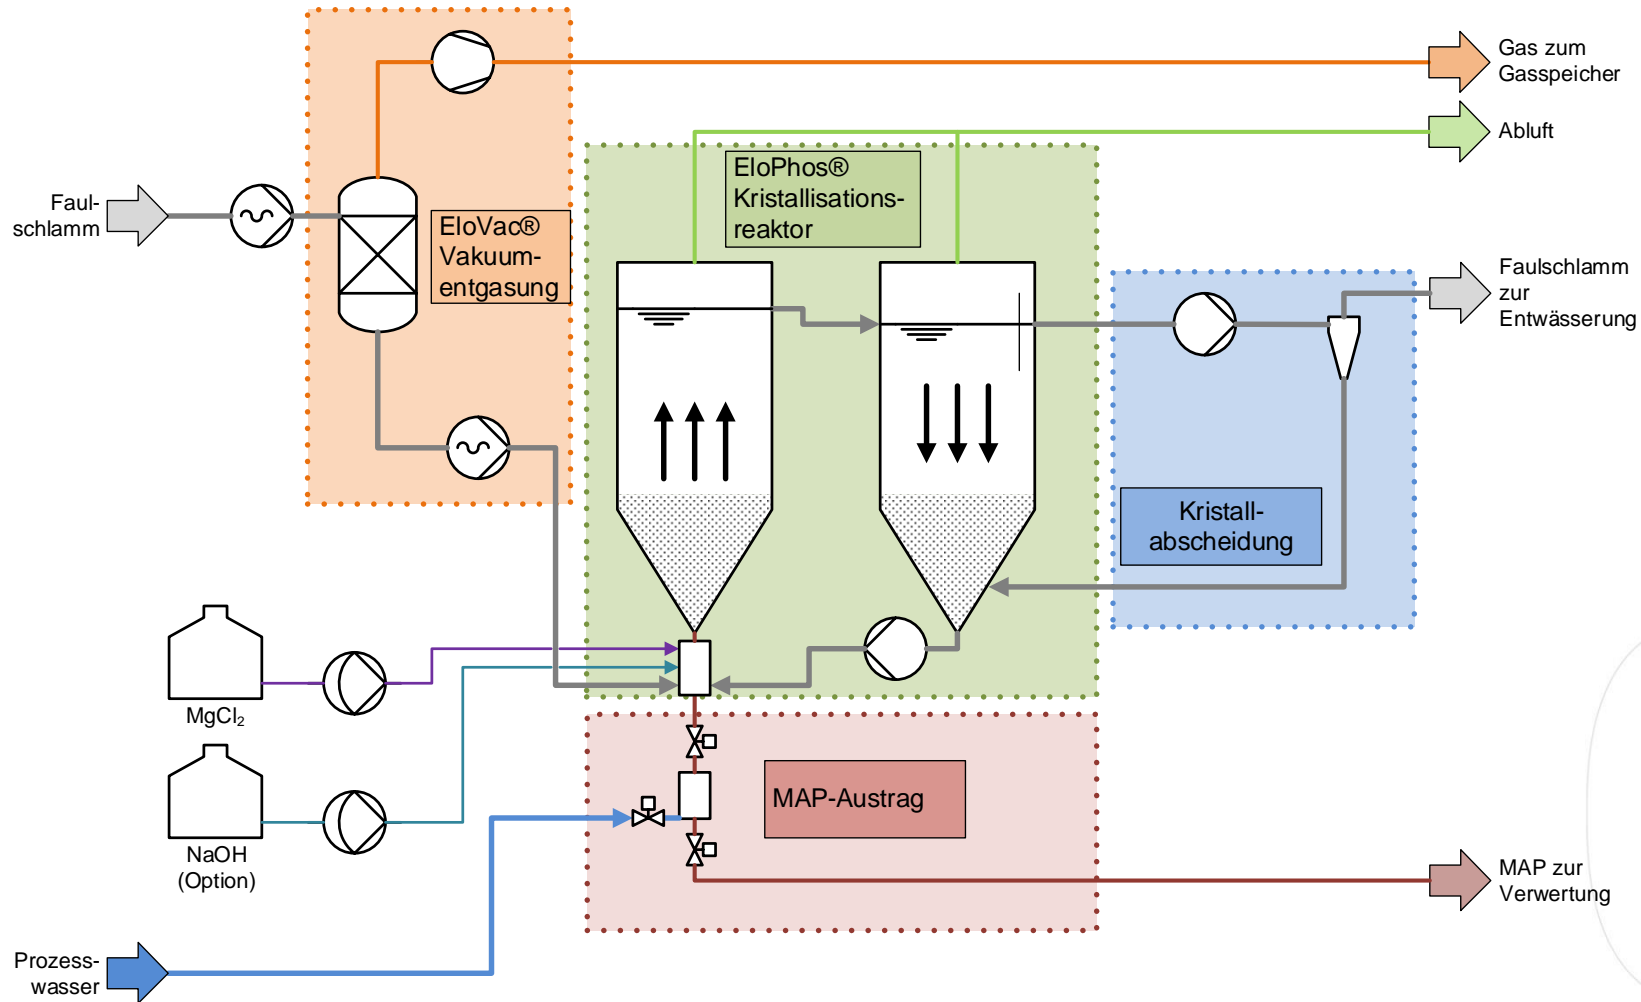 Gas zum
Gasspeicher
Abluft
EloPhos®
Kristallisations-
reaktor
Faul-
schlamm
EloVac®
Vakuum-
entgasung
Faulschlamm
zur
Entwässerung
Kristall-
abscheidung
MgCl₂
MAP-Austrag
NaOH
(Option)
MAP zur
Verwertung
Prozess-
wasser